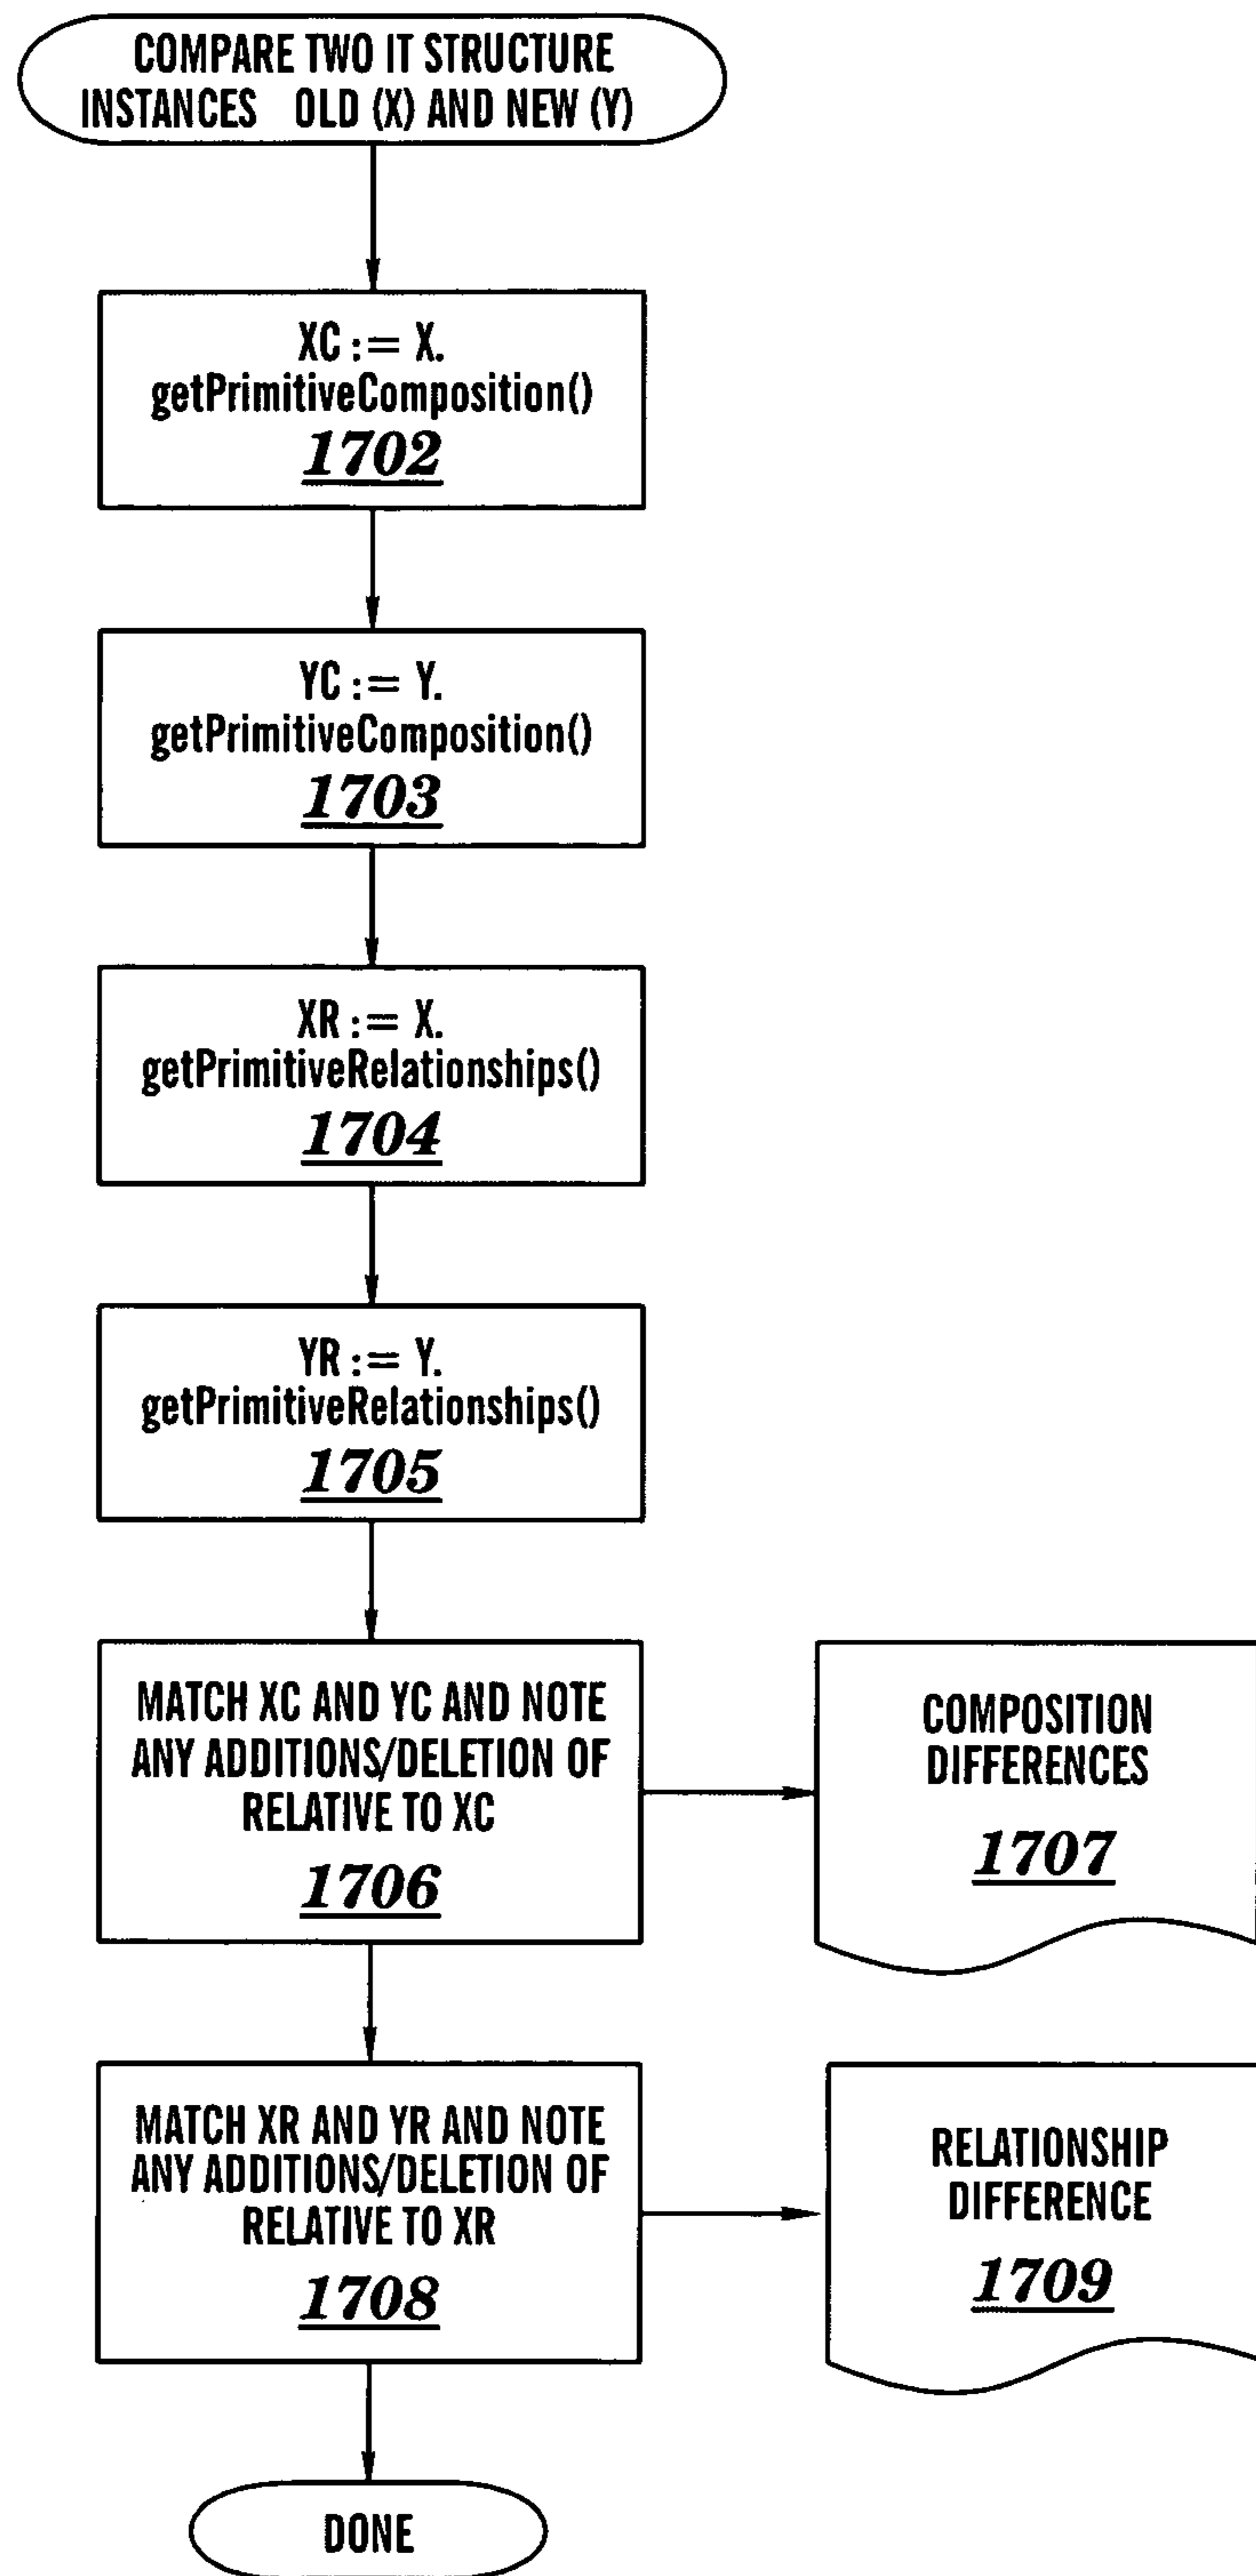 COMPARE TWO IT STRUCTURE
INSTANCES OLD (X) AND NEW (Y)
XC := X.
getPrimitiveComposition()
1702
YC := Y.
getPrimitiveComposition()
1703
XR := X.
getPrimitiveRelationships()
1704
YR := Y.
getPrimitiveRelationships()
1705
MATCH XC AND YC AND NOTE
ANY ADDITIONS/DELETION OF
RELATIVE TO XC
1706
COMPOSITION
DIFFERENCES
1707
MATCH XR AND YR AND NOTE
ANY ADDITIONS/DELETION OF
RELATIVE TO XR
1708
RELATIONSHIP
DIFFERENCE
1709
DONE